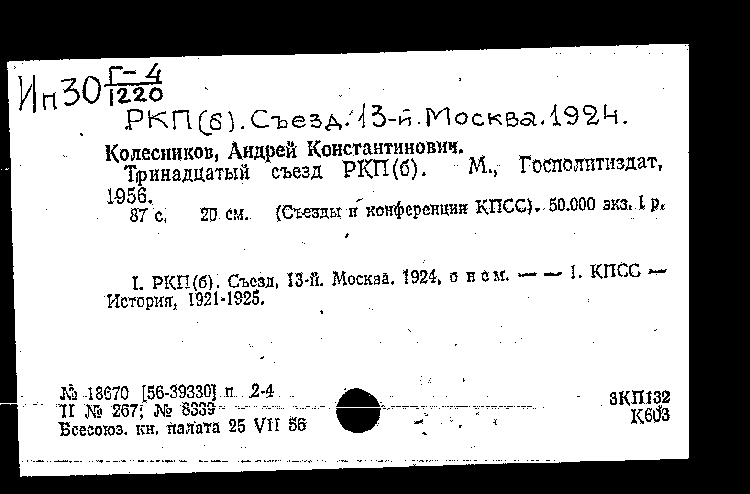 Ип30 Г-4
1220
РКП(б). Съезд. 13-й. Москва. 1924.
Колесников, Андрей Константинович.
Тринадцатый съезд РКП(б). М., Госполитиздат,
1956.
87 с. 20 см. (Съезды и конференции КПСС). 50.000 экз. 1 р.
1. РКП(б). Съезд, 13-й. Москва. 1924, о нем. — — 1. КПСС —
История, 1921-1925.
№ 18670 [56-39330] п 2-4
II № 267; № 8339
Всесоюз. кн. палата 25 VII 56
3КП132
К603